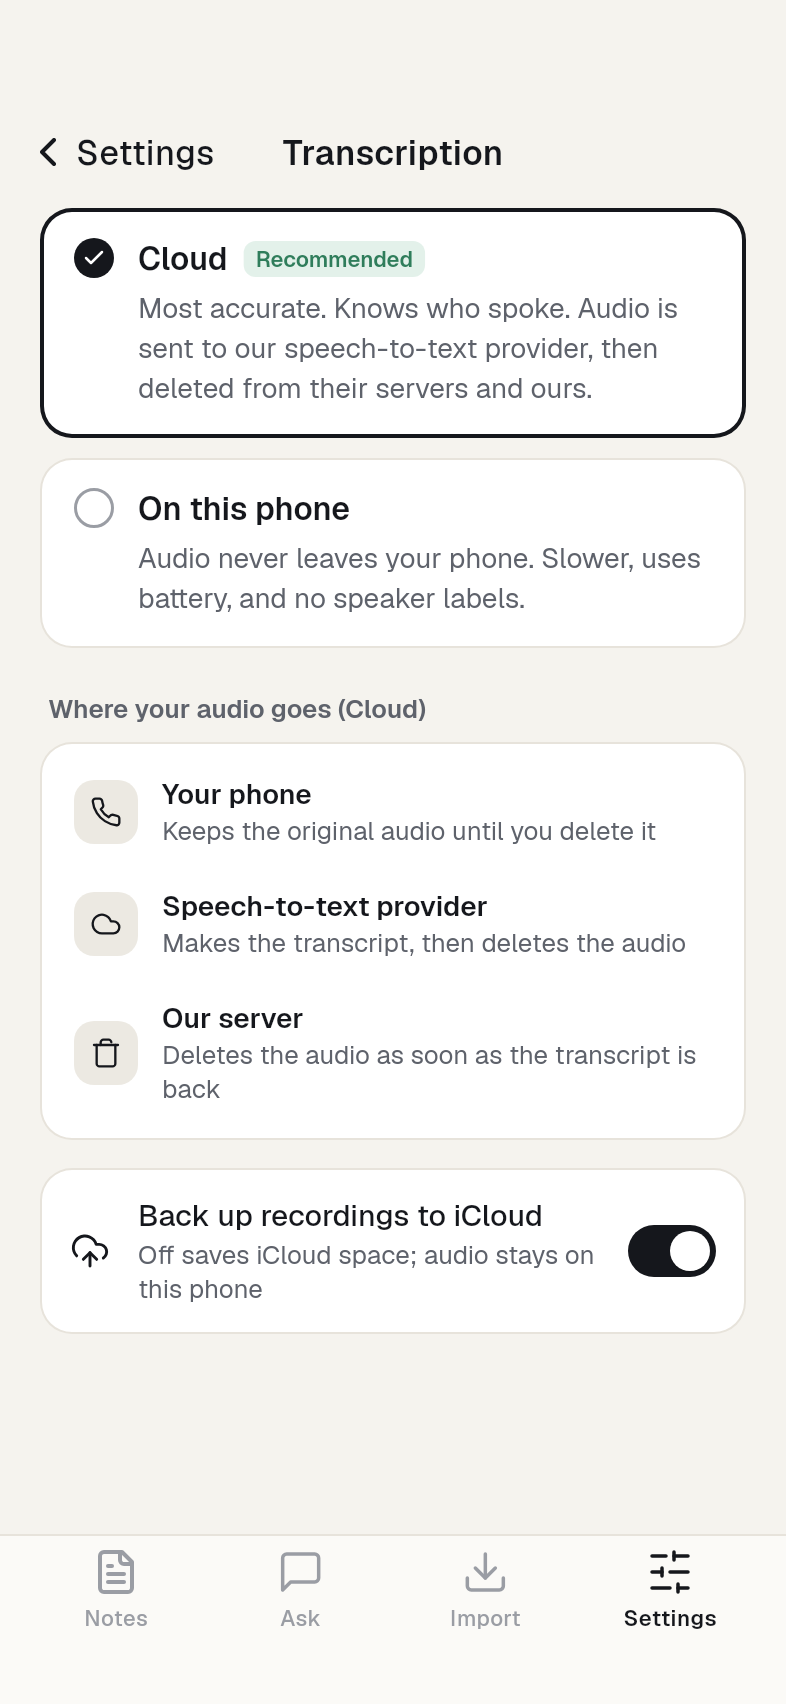 Settings
Transcription
Cloud
Recommended
Most accurate. Knows who spoke. Audio is
sent to our speech-to-text provider, then
deleted from their servers and ours.
On this phone
Audio never leaves your phone. Slower, uses
battery, and no speaker labels.
Where your audio goes (Cloud)
Your phone
Keeps the original audio until you delete it
Speech-to-text provider
Makes the transcript, then deletes the audio
Our server
Deletes the audio as soon as the transcript is
back
Back up recordings to iCloud
Off saves iCloud space; audio stays on
this phone
Notes
Ask
Import
Settings